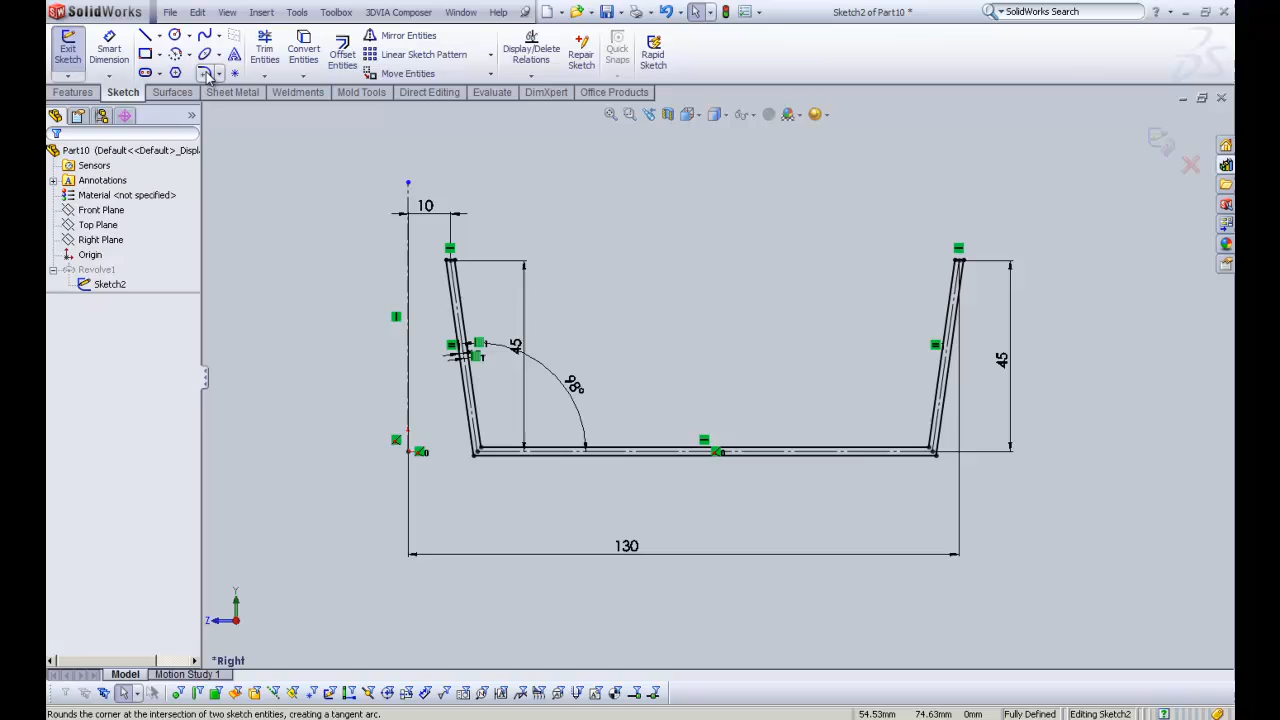 SolidWorks File Edit View Insert Tools Toolbox 3DVIA Composer Window Help Sketch2 of Part10 * SolidWorks Search
Exit Sketch
Smart Dimension
Trim Entities
Convert Entities
Offset Entities
Mirror Entities
Linear Sketch Pattern
Move Entities
Display/Delete Relations
Repair Sketch
Quick Snaps
Rapid Sketch
Features Sketch Surfaces Sheet Metal Weldments Mold Tools Direct Editing Evaluate DimXpert Office Products
Part10 (Default<<Default>_Displ
Sensors
Annotations
Material <not specified>
Front Plane
Top Plane
Right Plane
Origin
Revolve1
Sketch2
10
45
98°
45
130
Y
Z
*Right
Model Motion Study 1
Rounds the corner at the intersection of two sketch entities, creating a tangent arc. 54.53mm 74.63mm 0mm Fully Defined Editing Sketch2